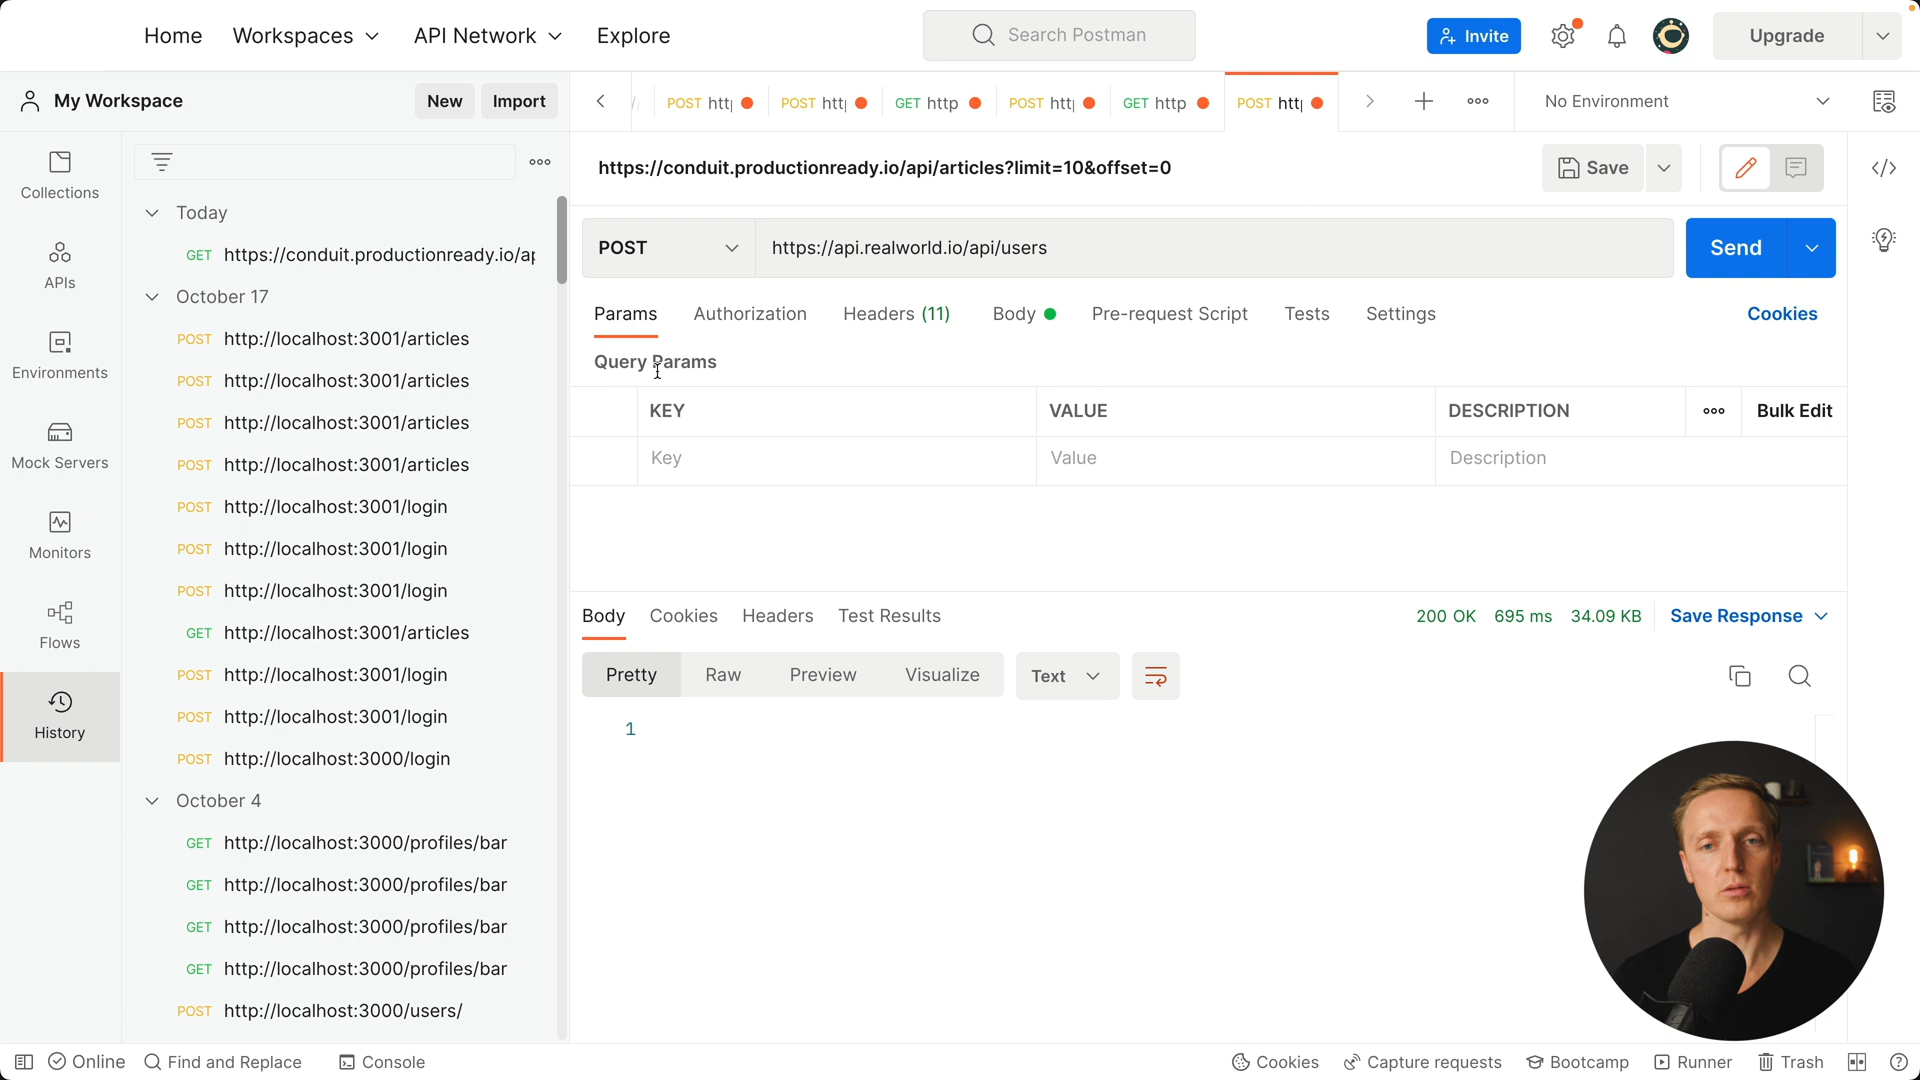 Home Workspaces API Network Explore Search Postman Invite Upgrade
My Workspace New Import POST htt POST htt GET http POST htt GET http POST htt No Environment
https://conduit.productionready.io/api/articles?limit=10&offset=0 Save
Collections
APIs
Environments
Mock Servers
Monitors
Flows
History
Today
GET https://conduit.productionready.io/ap
October 17
POST http://localhost:3001/articles
POST http://localhost:3001/articles
POST http://localhost:3001/articles
POST http://localhost:3001/articles
POST http://localhost:3001/login
POST http://localhost:3001/login
POST http://localhost:3001/login
GET http://localhost:3001/articles
POST http://localhost:3001/login
POST http://localhost:3001/login
POST http://localhost:3000/login
October 4
GET http://localhost:3000/profiles/bar
GET http://localhost:3000/profiles/bar
GET http://localhost:3000/profiles/bar
GET http://localhost:3000/profiles/bar
POST http://localhost:3000/users/
POST https://api.realworld.io/api/users Send
Params Authorization Headers (11) Body Pre-request Script Tests Settings Cookies
Query Params
KEY VALUE DESCRIPTION Bulk Edit
Key Value Description
Body Cookies Headers Test Results 200 OK 695 ms 34.09 KB Save Response
Pretty Raw Preview Visualize Text
1
Online Find and Replace Console Cookies Capture requests Bootcamp Runner Trash